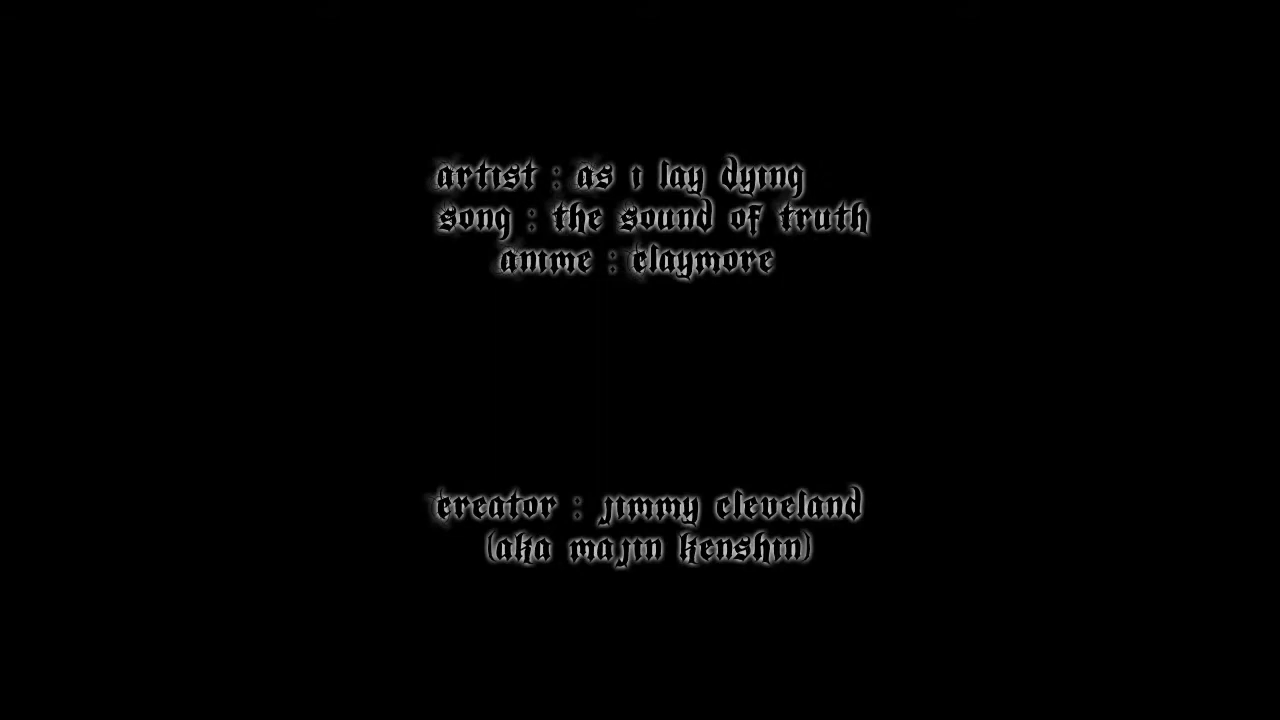 artist : as i lay dying
song : the sound of truth
anime : claymore
creator : jimmy cleveland
(aka majin kenshin)